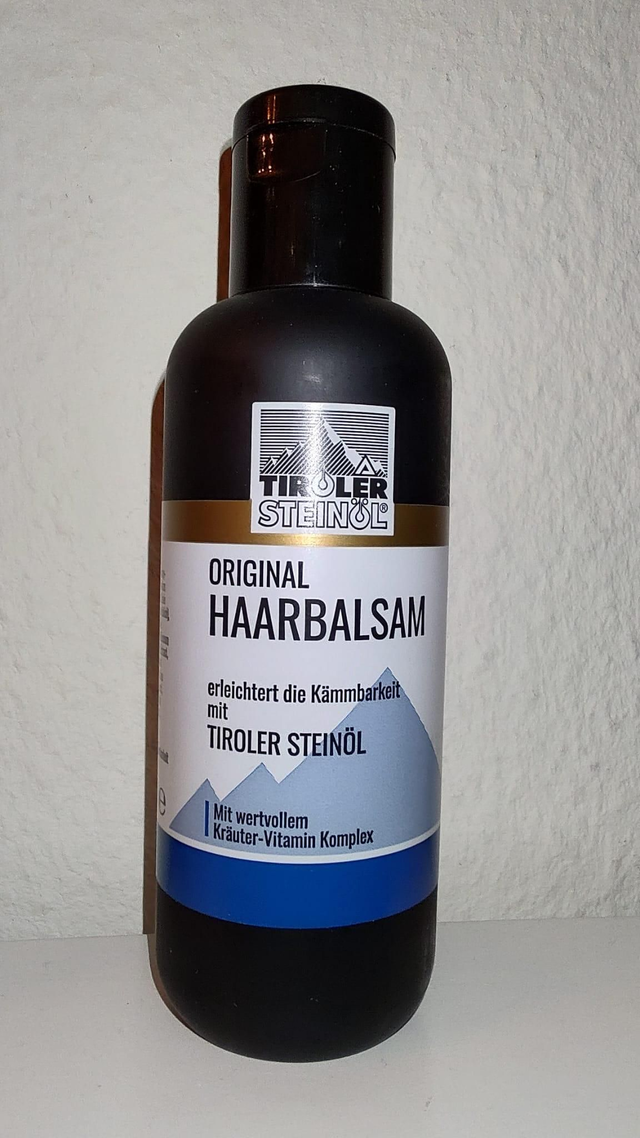 TIROLER
STEINÖL®
ORIGINAL
HAARBALSAM
erleichtert die Kämmbarkeit
mit
TIROLER STEINÖL
Mit wertvollem
Kräuter-Vitamin Komplex
e